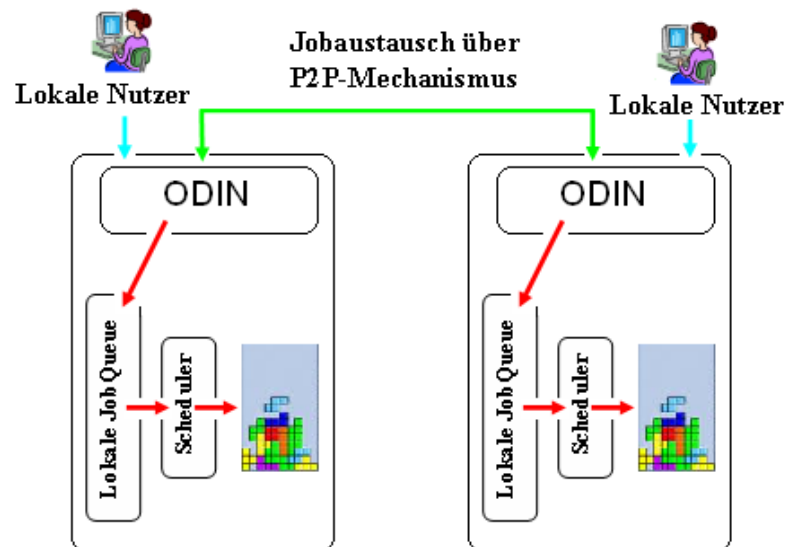 Jobaustausch über
P2P-Mechanismus
Lokale Nutzer
Lokale Nutzer
ODIN
Lokale Job Queue
Scheduler
ODIN
Lokale Job Queue
Scheduler